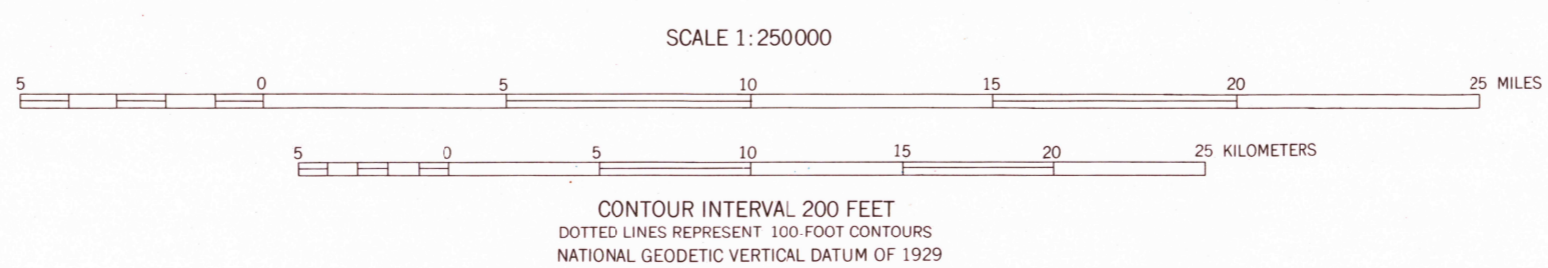 SCALE 1:250000
5 0 5 10 15 20 25 MILES
5 0 5 10 15 20 25 KILOMETERS
CONTOUR INTERVAL 200 FEET
DOTTED LINES REPRESENT 100-FOOT CONTOURS
NATIONAL GEODETIC VERTICAL DATUM OF 1929